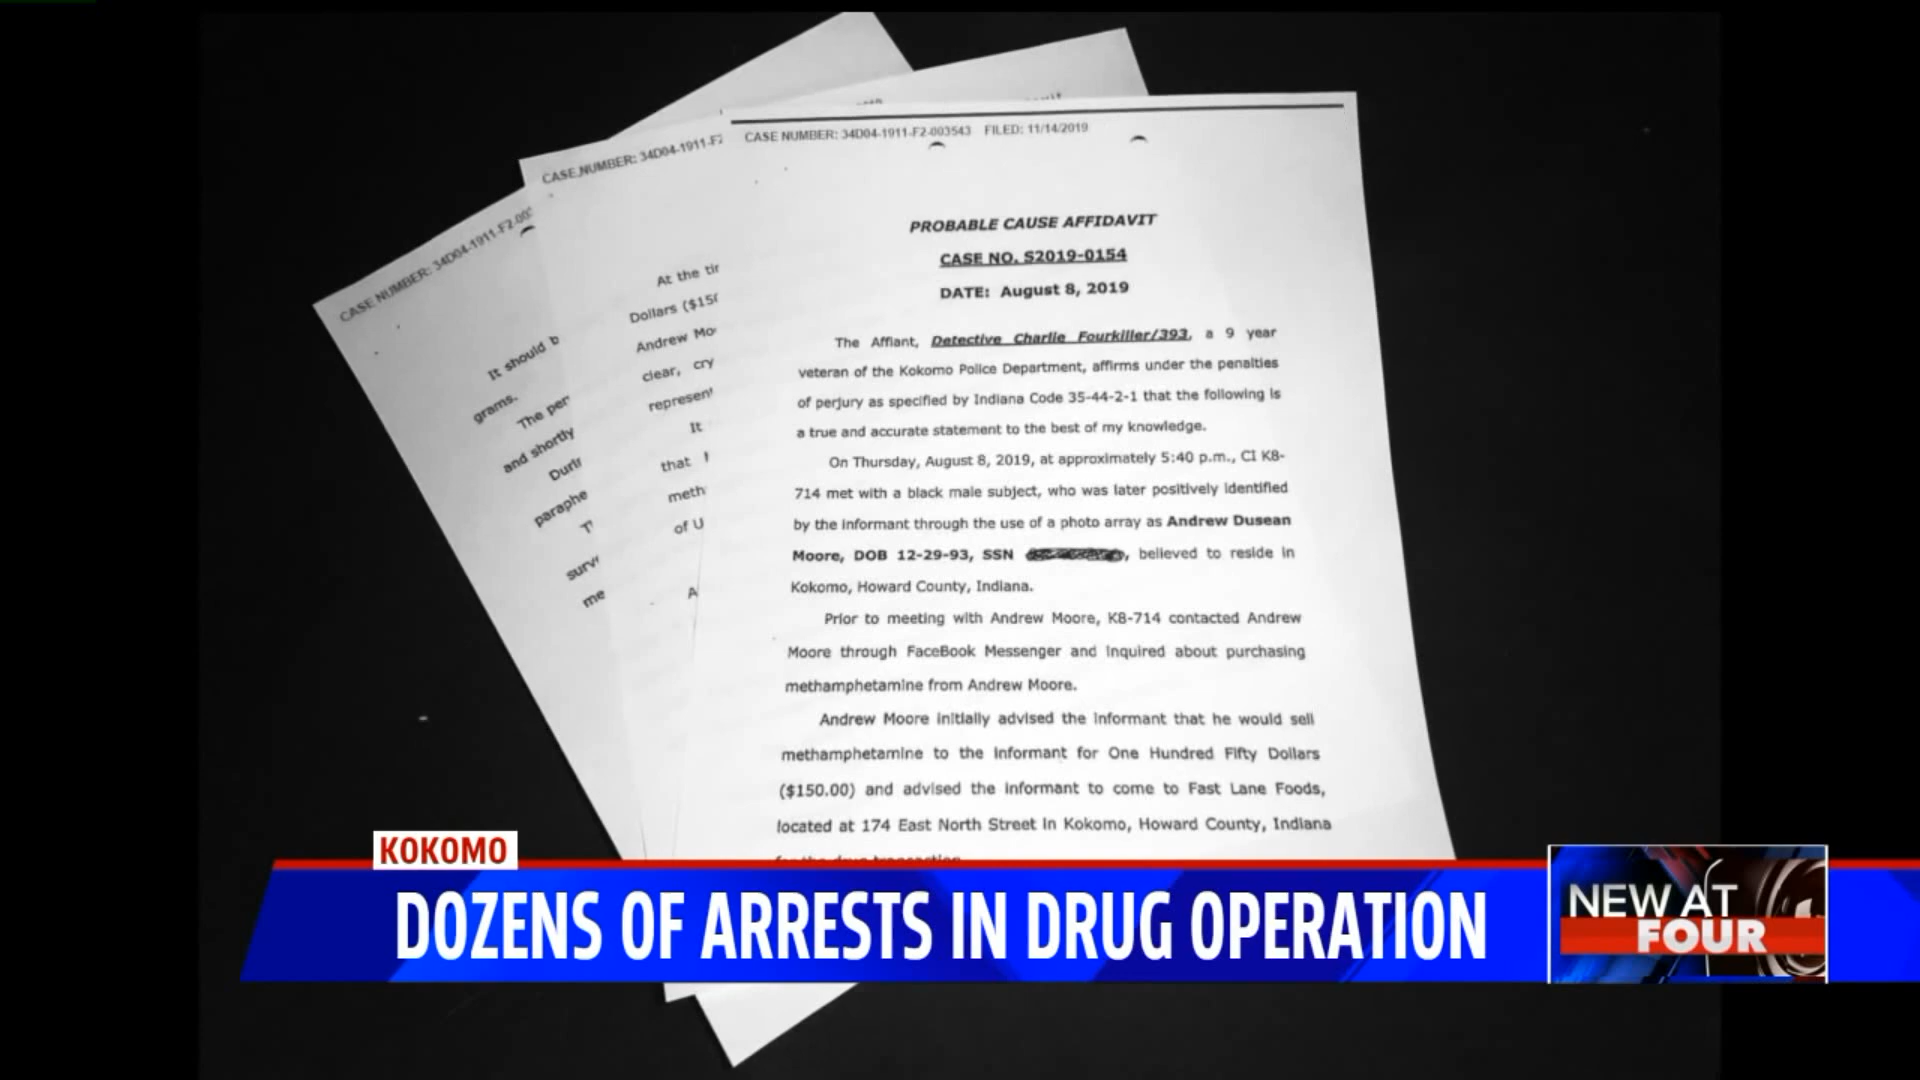 CASE NUMBER: 34D04-1911-F2-003543 FILED: 11/14/2019
PROBABLE CAUSE AFFIDAVIT
CASE NO. S2019-0154
DATE: August 8, 2019
The Affiant, Detective Charlie Fourkiller/393, a 9 year
veteran of the Kokomo Police Department, affirms under the penalties
of perjury as specified by Indiana Code 35-44-2-1 that the following is
a true and accurate statement to the best of my knowledge.
On Thursday, August 8, 2019, at approximately 5:40 p.m., CI K8-
714 met with a black male subject, who was later positively identified
by the informant through the use of a photo array as Andrew Dusean
Moore, DOB 12-29-93, SSN , believed to reside in
Kokomo, Howard County, Indiana.
Prior to meeting with Andrew Moore, K8-714 contacted Andrew
Moore through FaceBook Messenger and inquired about purchasing
methamphetamine from Andrew Moore.
Andrew Moore initially advised the informant that he would sell
methamphetamine to the informant for One Hundred Fifty Dollars
($150.00) and advised the informant to come to Fast Lane Foods,
located at 174 East North Street in Kokomo, Howard County, Indiana
CASE NUMBER: 34D04-1911-F2
At the
Dollars
Andrew
clear,
It
that
meth
of U
A
CASE NUMBER: 34D04-1911-F2-00
It should b
grams.
The
and shortly
me
KOKOMO
DOZENS OF ARRESTS IN DRUG OPERATION
NEW AT
FOUR